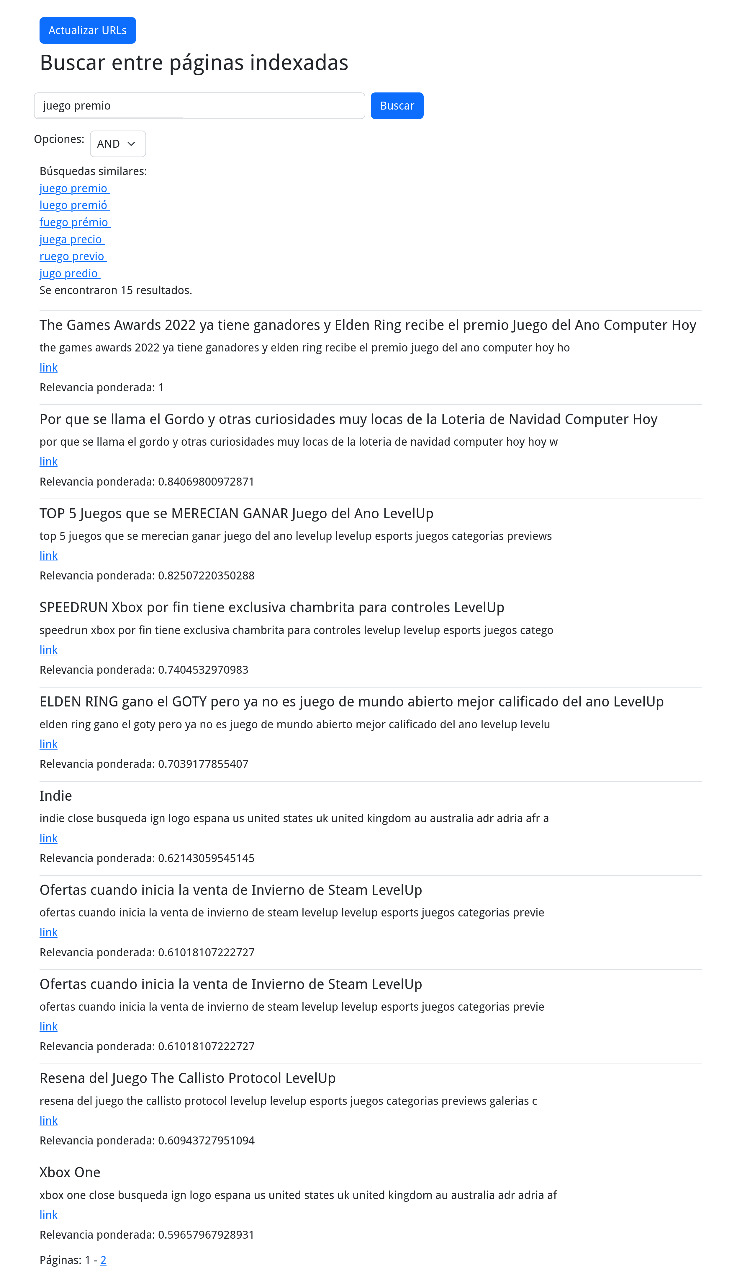 Actualizar URLs
Buscar entre páginas indexadas
juego premio
Buscar
Opciones:
AND
Búsquedas similares:
juego premio
luego premió
fuego prémio
juega precio
ruego previo
jugo predio
Se encontraron 15 resultados.
The Games Awards 2022 ya tiene ganadores y Elden Ring recibe el premio Juego del Ano Computer Hoy
the games awards 2022 ya tiene ganadores y elden ring recibe el premio juego del ano computer hoy ho
link
Relevancia ponderada: 1
Por que se llama el Gordo y otras curiosidades muy locas de la Loteria de Navidad Computer Hoy
por que se llama el gordo y otras curiosidades muy locas de la loteria de navidad computer hoy hoy w
link
Relevancia ponderada: 0.84069800972871
TOP 5 Juegos que se MERECIAN GANAR Juego del Ano LevelUp
top 5 juegos que se merecian ganar juego del ano levelup levelup esports juegos categorias previews
link
Relevancia ponderada: 0.82507220350288
SPEEDRUN Xbox por fin tiene exclusiva chambrita para controles LevelUp
speedrun xbox por fin tiene exclusiva chambrita para controles levelup levelup esports juegos catego
link
Relevancia ponderada: 0.7404532970983
ELDEN RING gano el GOTY pero ya no es juego de mundo abierto mejor calificado del ano LevelUp
elden ring gano el goty pero ya no es juego de mundo abierto mejor calificado del ano levelup levelu
link
Relevancia ponderada: 0.7039177855407
Indie
indie close busqueda ign logo espana us united states uk united kingdom au australia adr adria afr a
link
Relevancia ponderada: 0.62143059545145
Ofertas cuando inicia la venta de Invierno de Steam LevelUp
ofertas cuando inicia la venta de invierno de steam levelup levelup esports juegos categorias previe
link
Relevancia ponderada: 0.61018107222727
Ofertas cuando inicia la venta de Invierno de Steam LevelUp
ofertas cuando inicia la venta de invierno de steam levelup levelup esports juegos categorias previe
link
Relevancia ponderada: 0.61018107222727
Resena del Juego The Callisto Protocol LevelUp
resena del juego the callisto protocol levelup levelup esports juegos categorias previews galerias c
link
Relevancia ponderada: 0.60943727951094
Xbox One
xbox one close busqueda ign logo espana us united states uk united kingdom au australia adr adria af
link
Relevancia ponderada: 0.59657967928931
Páginas: 1 - 2